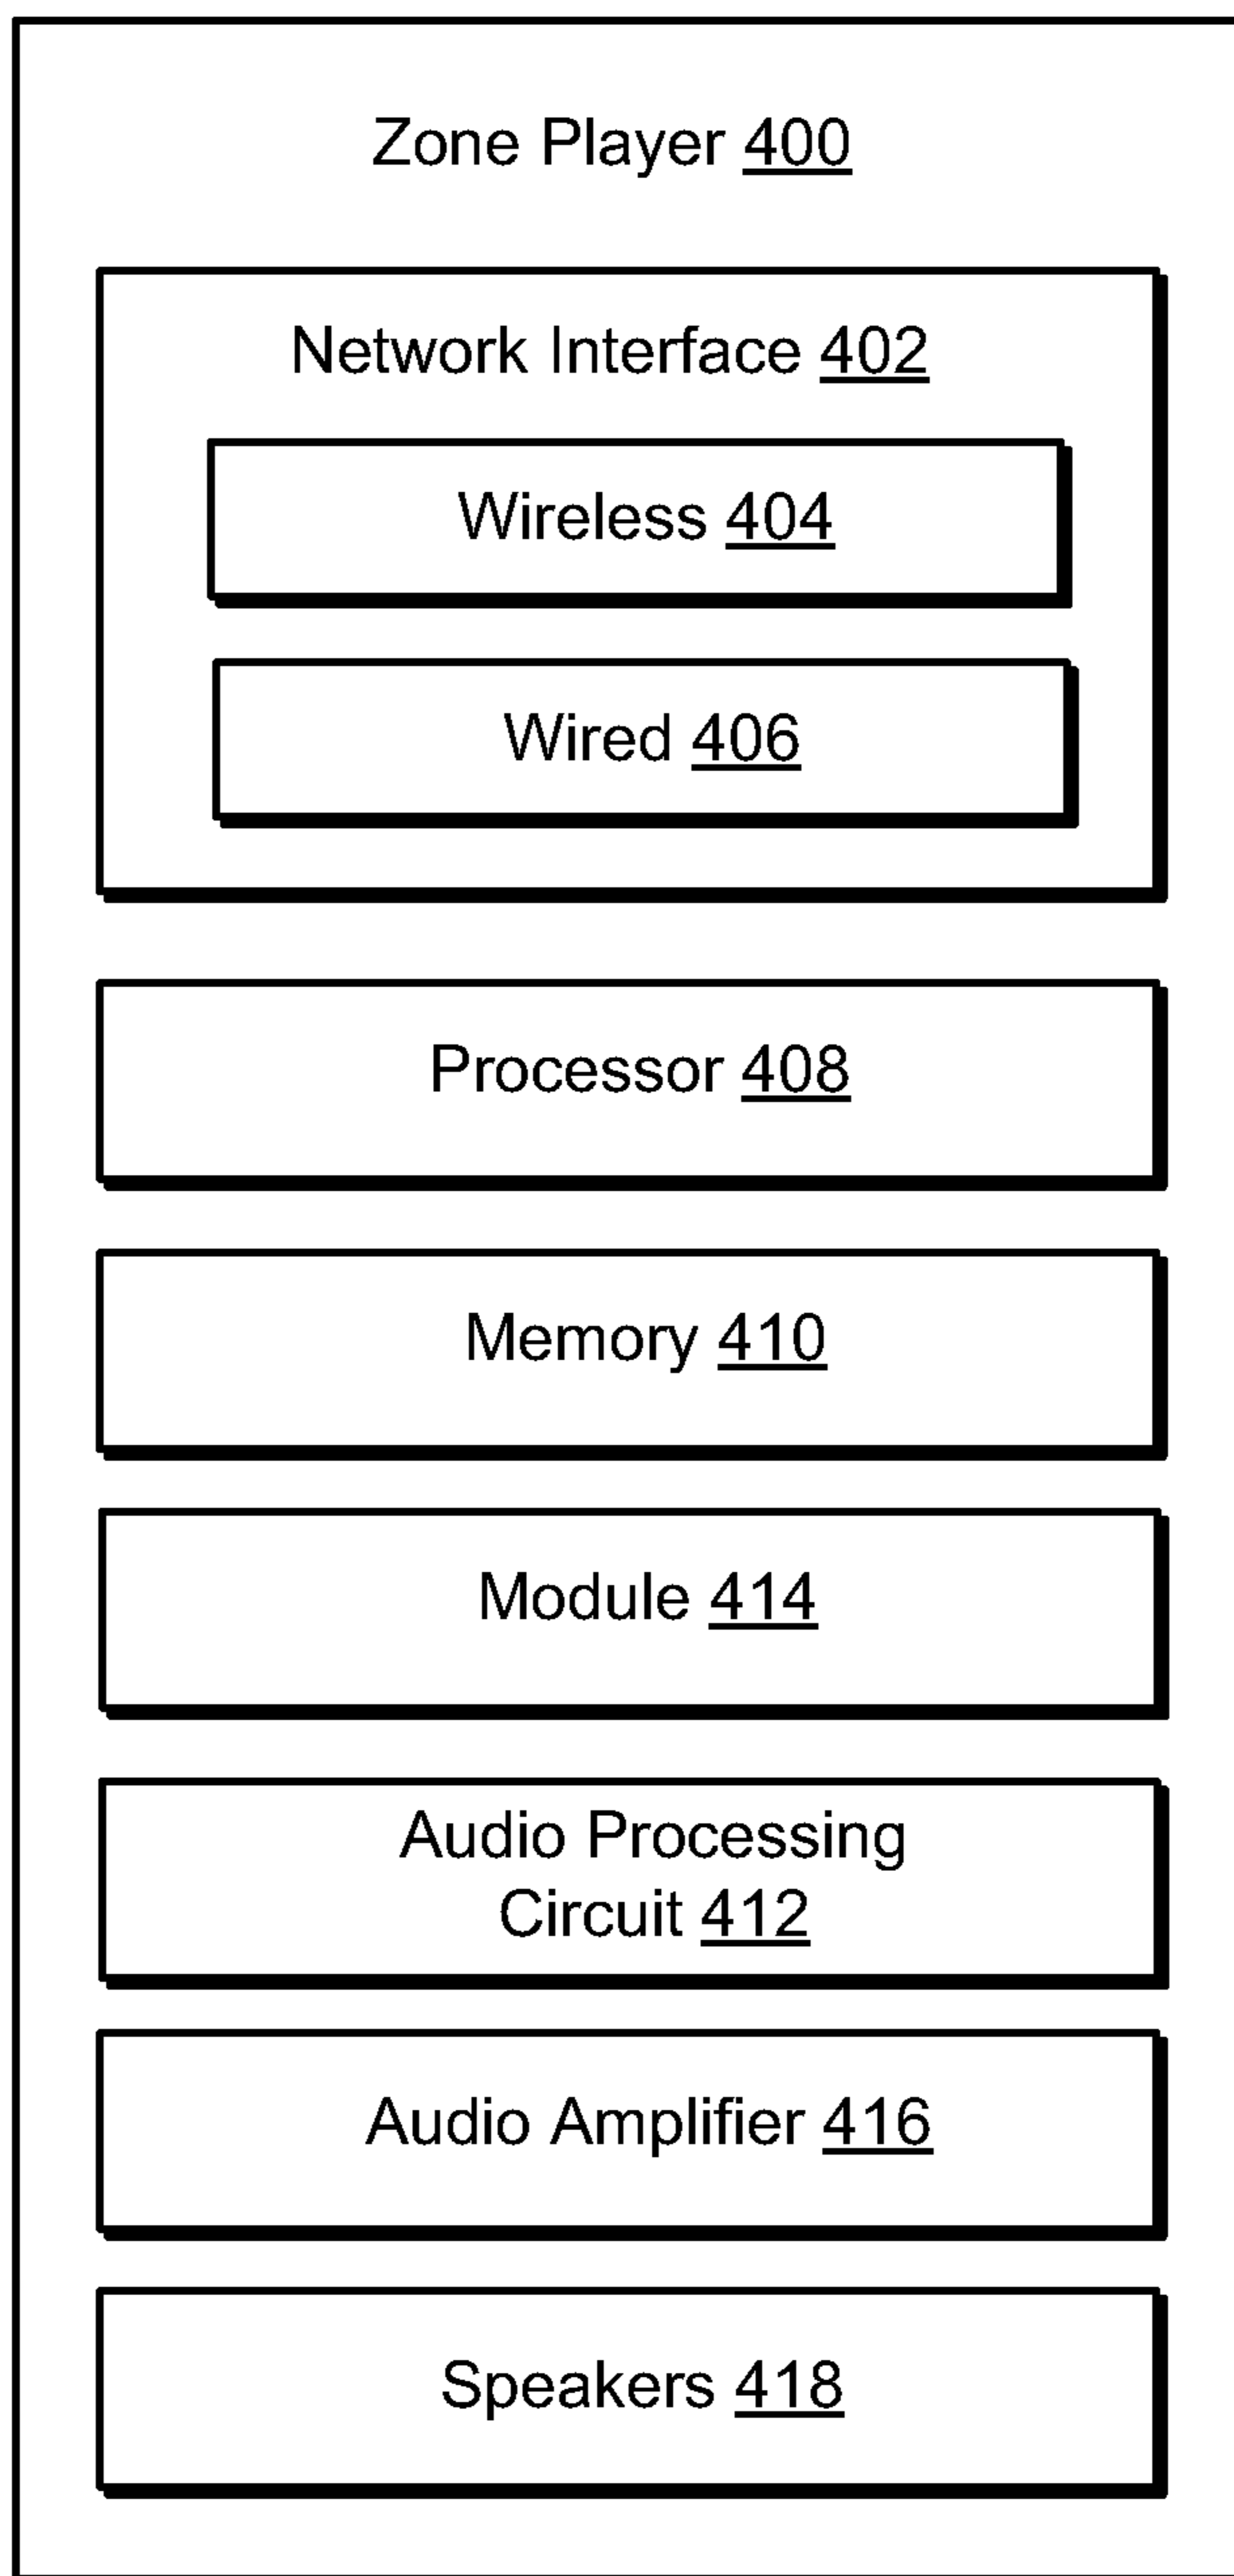 Zone Player 400
Network Interface 402
Wireless 404
Wired 406
Processor 408
Memory 410
Module 414
Audio Processing
Circuit 412
Audio Amplifier 416
Speakers 418